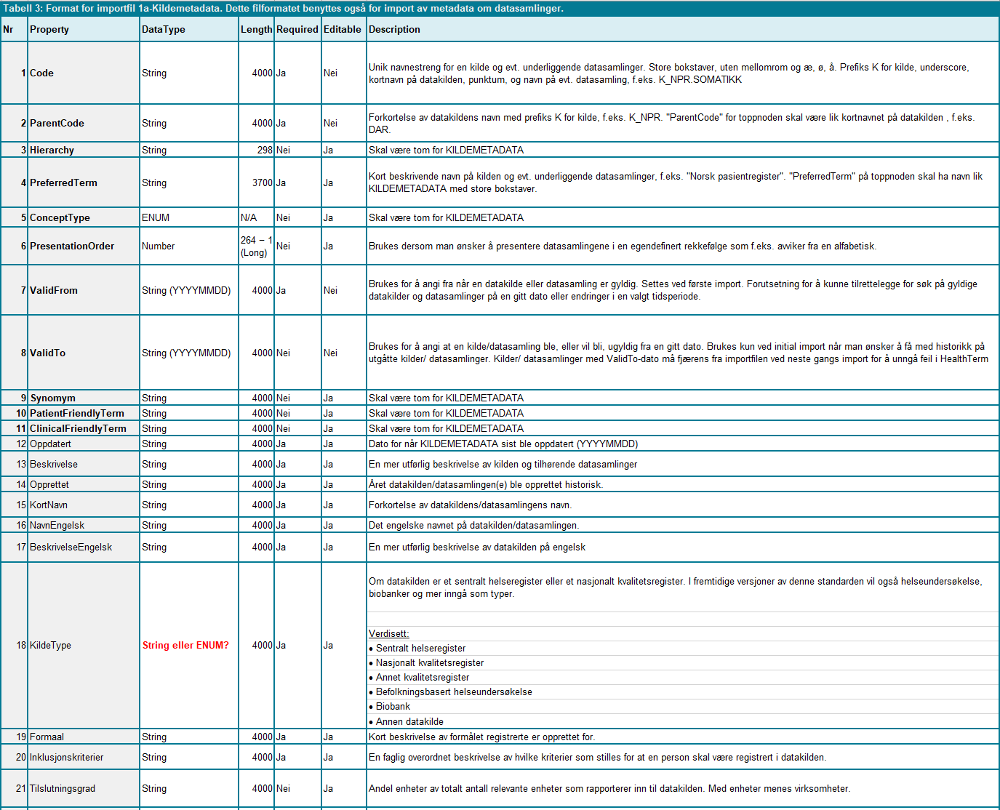 Tabell 3: Format for importfil 1a-Kildemetadata. Dette filformatet benyttes også for import av metadata om datasamlinger.
Nr Property DataType Length Required Editable Description
1 Code String 4000 Ja Nei Unik navnestreng for en kilde og evt. underliggende datasamlinger. Store bokstaver, uten mellomrom og æ, ø, å. Prefiks K for kilde, underscore,
kortnavn på datakilden, punktum, og navn på evt. datasamling, f.eks. K_NPR.SOMATIKK
2 ParentCode String 4000 Ja Nei Forkortelse av datakildens navn med prefiks K for kilde, f.eks. K_NPR. "ParentCode" for toppnoden skal være lik kortnavnet på datakilden , f.eks.
DAR.
3 Hierarchy String 298 Nei Ja Skal være tom for KILDEMETADATA
4 PreferredTerm String 3700 Ja Ja Kort beskrivende navn på kilden og evt. underliggende datasamlinger, f.eks. "Norsk pasientregister". "PreferredTerm" på toppnoden skal ha navn lik
KILDEMETADATA med store bokstaver.
5 ConceptType ENUM N/A Nei Ja Skal være tom for KILDEMETADATA
6 PresentationOrder Number 264 – 1
(Long) Nei Ja Brukes dersom man ønsker å presentere datasamlingene i en egendefinert rekkefølge som f.eks. avviker fra en alfabetisk.
7 ValidFrom String (YYYYMMDD) 4000 Ja Nei Brukes for å angi fra når en datakilde eller datasamling er gyldig. Settes ved første import. Forutsetning for å kunne tilrettelegge for søk på gyldige
datakilder og datasamlinger på en gitt dato eller endringer i en valgt tidsperiode.
8 ValidTo String (YYYYMMDD) 4000 Nei Nei Brukes for å angi at en kilde/datasamling ble, eller vil bli, ugyldig fra en gitt dato. Brukes kun ved initial import når man ønsker å få med historikk på
utgåtte kilder/ datasamlinger. Kilder/ datasamlinger med ValidTo-dato må fjærens fra importfilen ved neste gangs import for å unngå feil i HealthTerm
9 Synomym String 4000 Nei Ja Skal være tom for KILDEMETADATA
10 PatientFriendlyTerm String 4000 Nei Ja Skal være tom for KILDEMETADATA
11 ClinicalFriendlyTerm String 4000 Nei Ja Skal være tom for KILDEMETADATA
12 Oppdatert String 4000 Ja Ja Dato for når KILDEMETADATA sist ble oppdatert (YYYYMMDD)
13 Beskrivelse String 4000 Ja Ja En mer utførlig beskrivelse av kilden og tilhørende datasamlinger
14 Opprettet String 4000 Ja Ja Året datakilden/datasamlingen(e) ble opprettet historisk.
15 KortNavn String 4000 Ja Ja Forkortelse av datakildens/datasamlingens navn.
16 NavnEngelsk String 4000 Ja Ja Det engelske navnet på datakilden/datasamlingen.
17 BeskrivelseEngelsk String 4000 Ja Ja En mer utførlig beskrivelse av datakilden på engelsk
18 KildeType String eller ENUM? 4000 Ja Ja Om datakilden er et sentralt helseregister eller et nasjonalt kvalitetsregister. I fremtidige versjoner av denne standarden vil også helseundersøkelse,
biobanker og mer inngå som typer.
Verdisett:
• Sentralt helseregister
• Nasjonalt kvalitetsregister
• Annet kvalitetsregister
• Befolkningsbasert helseundersøkelse
• Biobank
• Annen datakilde
19 Formaal String 4000 Ja Ja Kort beskrivelse av formålet registrerte er opprettet for.
20 Inklusjonskriterier String 4000 Ja Ja En faglig overordnet beskrivelse av hvilke kriterier som stilles for at en person skal være registrert i datakilden.
21 Tilslutningsgrad String 4000 Nei Ja Andel enheter av totalt antall relevante enheter som rapporterer inn til datakilden. Med enheter menes virksomheter.